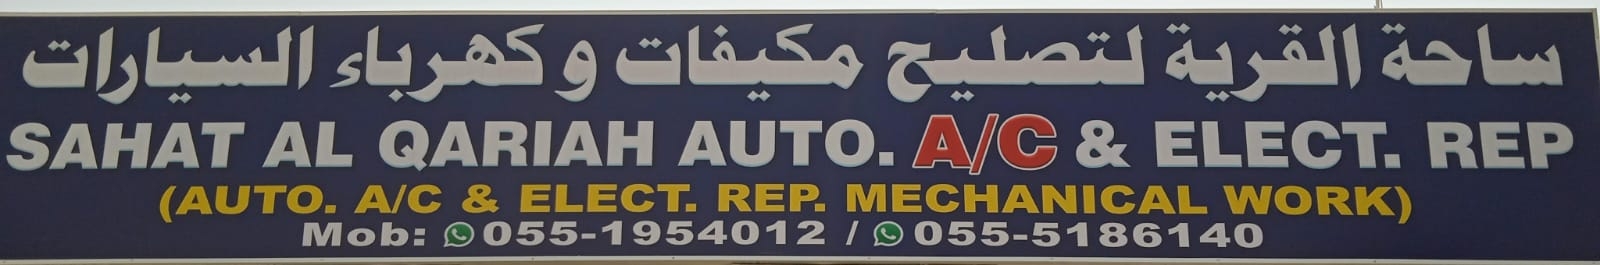 ساحة القرية لتصليح مكيفات و كهرباء السيارات
SAHAT AL QARIAH AUTO. A/C & ELECT. REP
(AUTO. A/C & ELECT. REP. MECHANICAL WORK)
Mob: 055-1954012 / 055-5186140